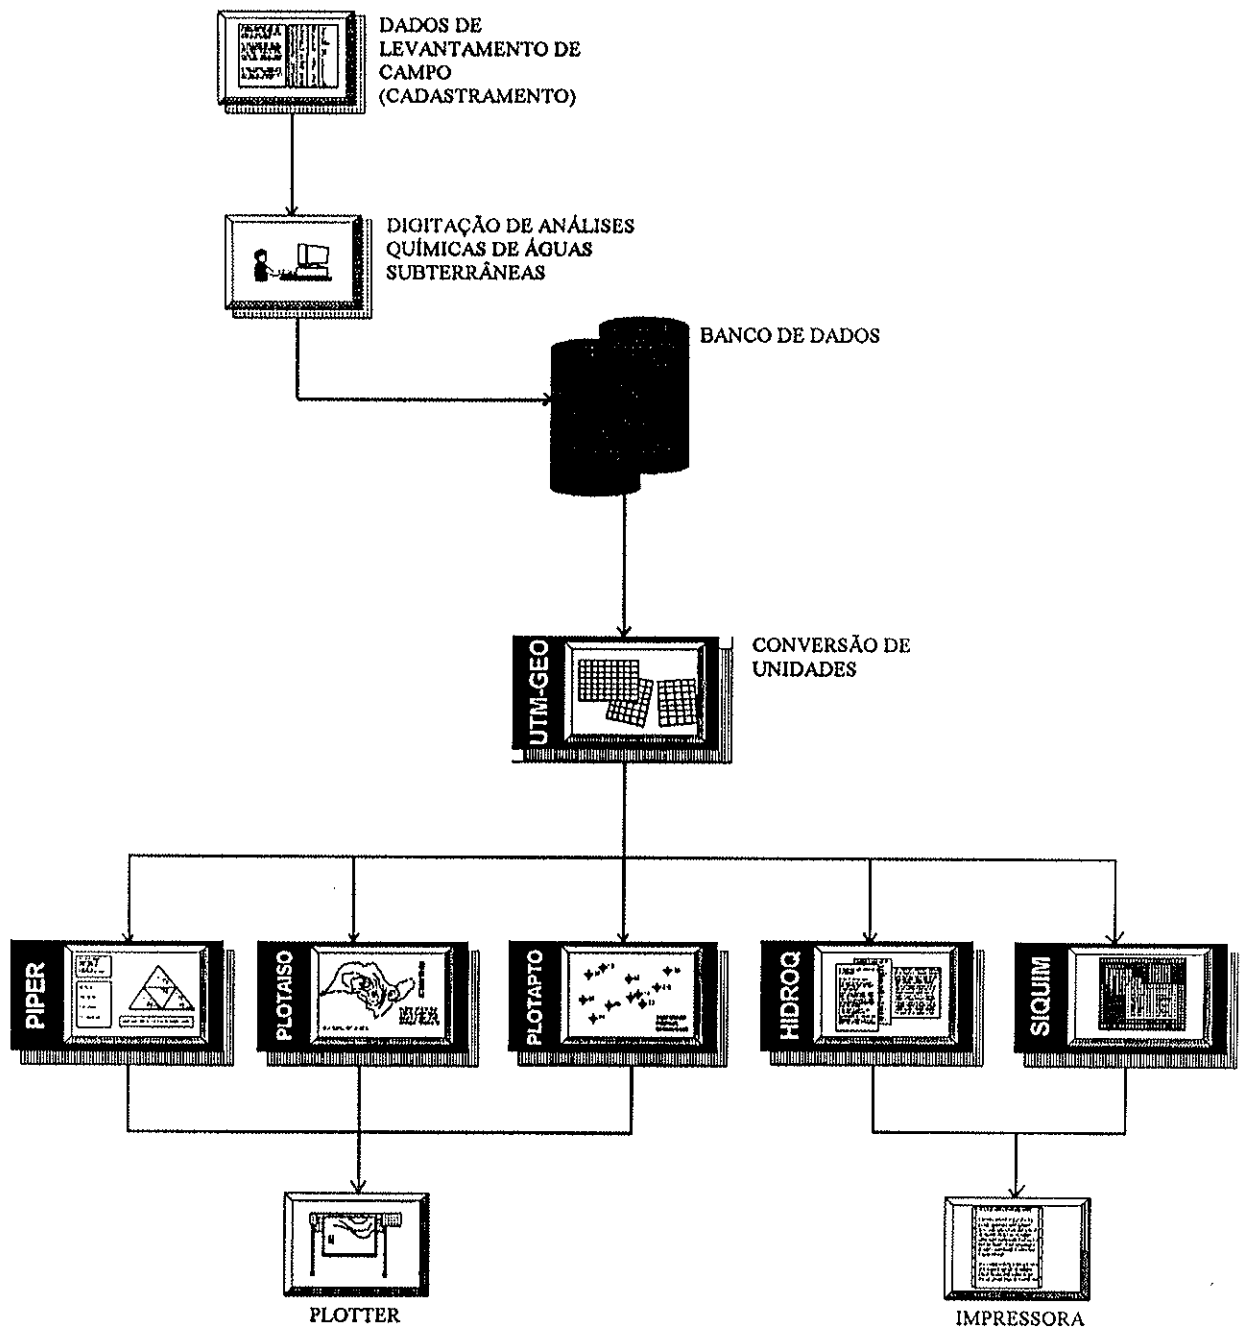 DADOS DE
LEVANTAMENTO DE
CAMPO
(CADASTRAMENTO)
DIGITAÇÃO DE ANÁLISES
QUÍMICAS DE ÁGUAS
SUBTERRÂNEAS
BANCO DE DADOS
UTM-GEO
CONVERSÃO DE
UNIDADES
PIPER
PLOTAISO
PLOTAPTO
HIDROQ
SIQUIM
PLOTTER
IMPRESSORA